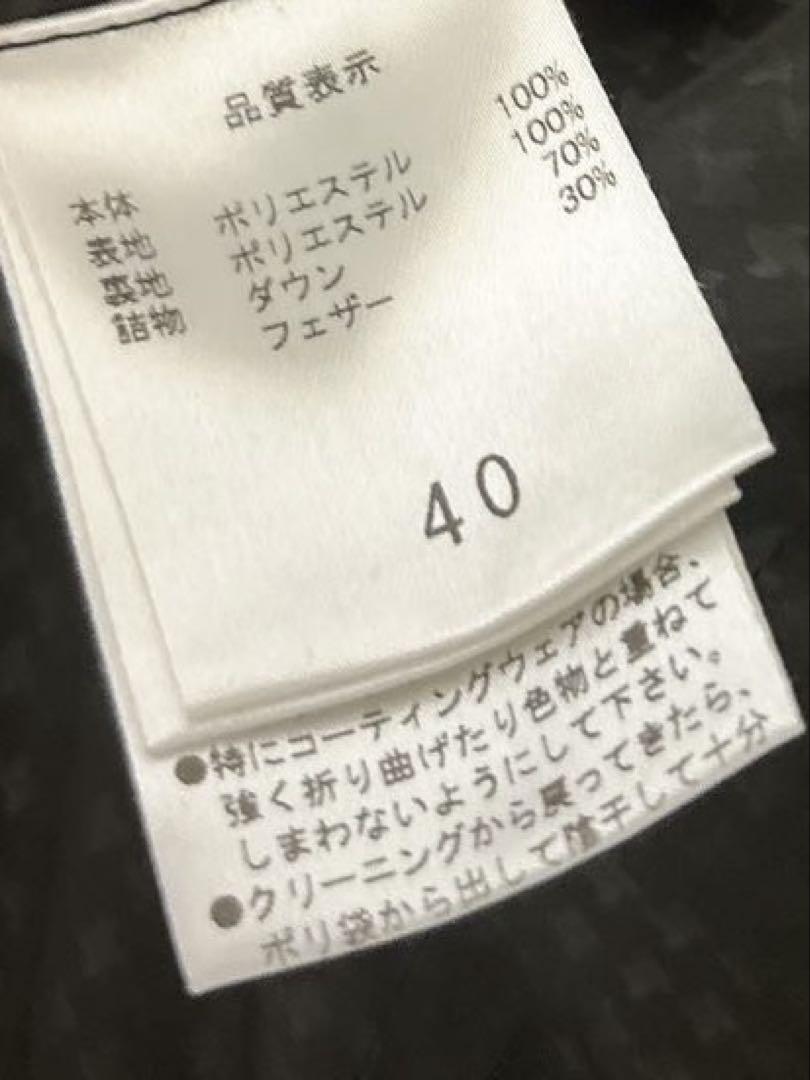 品質表示
本体
表地 ポリエステル 100%
裏地 ポリエステル 100%
詰物 ダウン 70%
フェザー 30%
40
●特にコーティングウェアの場合、
強く折り曲げたり色物と重ねて
しまわないようにして下さい。
●クリーニングから戻ってきたら、
ポリ袋から出して陰干して十分